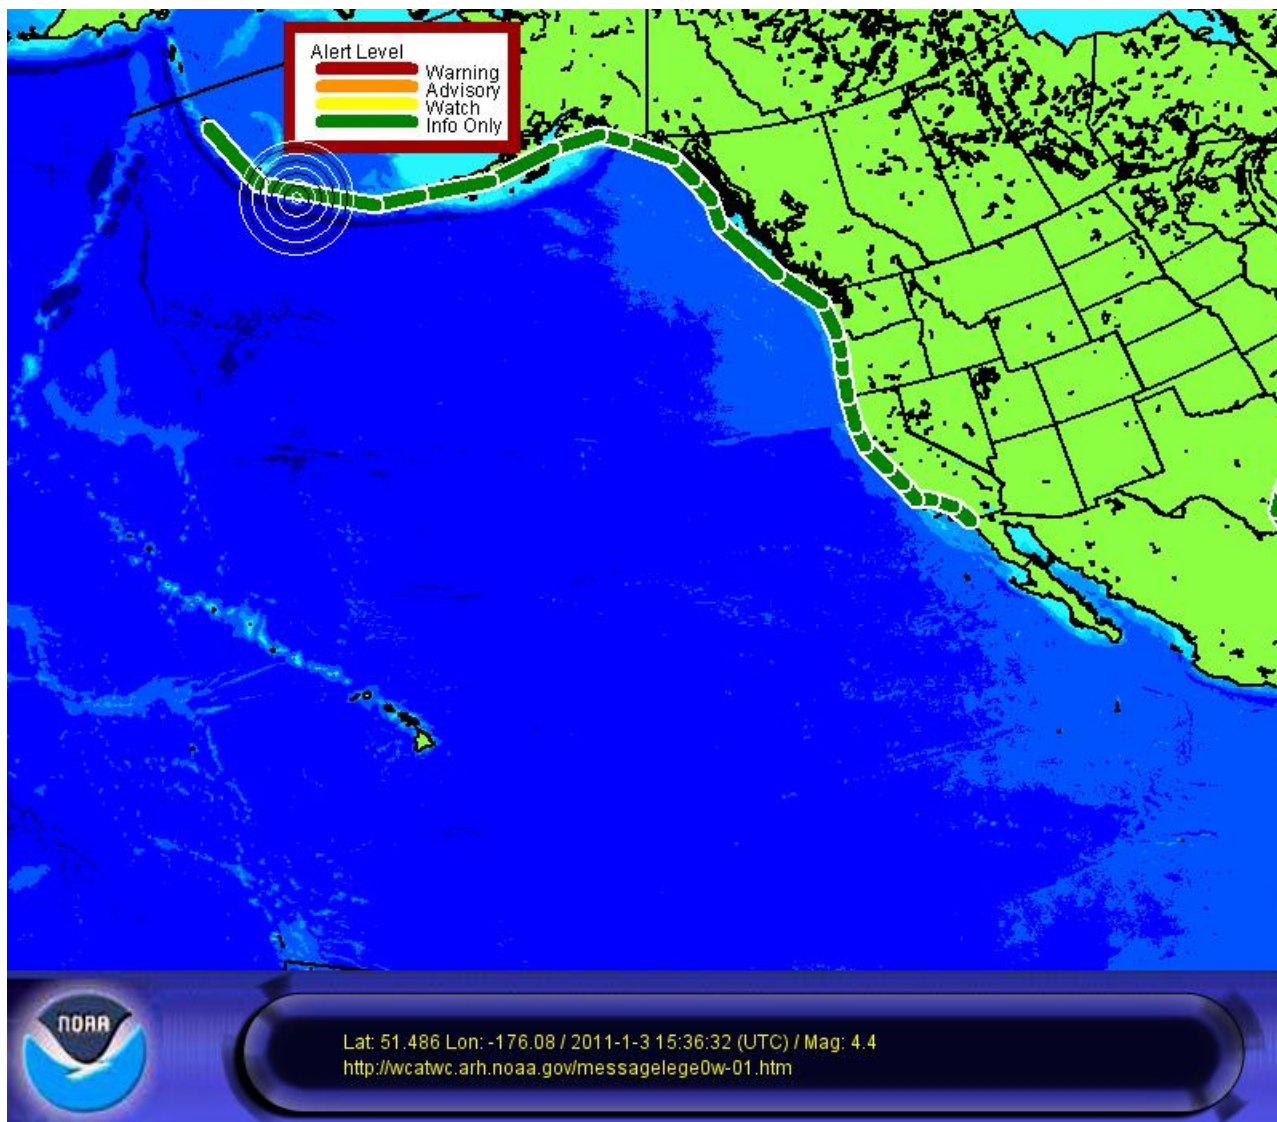 Alert Level
Warning
Advisory
Watch
Info Only
NOAA
Lat: 51.486 Lon: -176.08 / 2011-1-3 15:36:32 (UTC) / Mag: 4.4
http://wcatwc.arh.noaa.gov/messagelege0w-01.htm